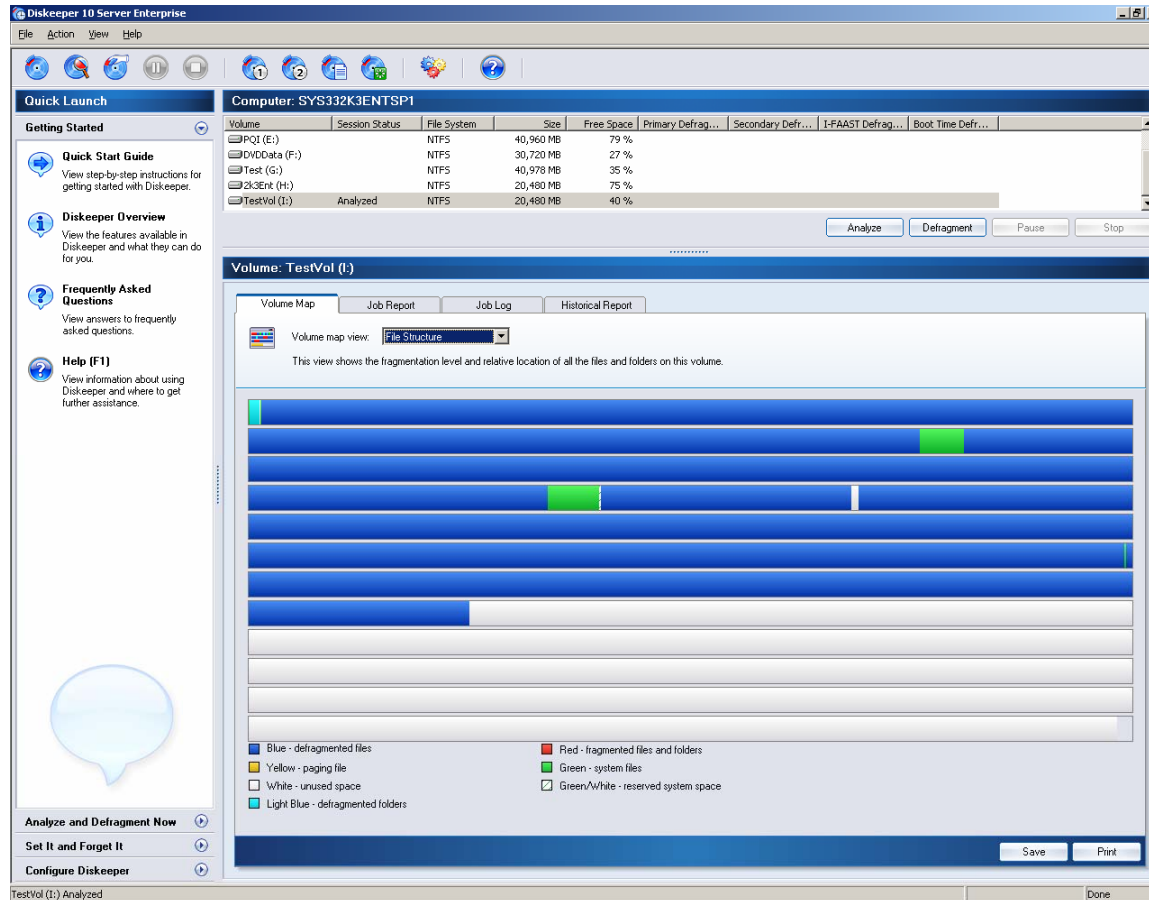 Diskeeper 10 Server Enterprise
File Action View Help
1 2
Quick Launch
Getting Started
Quick Start Guide
View step-by-step instructions for
getting started with Diskeeper.
Diskeeper Overview
View the features available in
Diskeeper and what they can do
for you.
Frequently Asked
Questions
View answers to frequently
asked questions.
Help (F1)
View information about using
Diskeeper and where to get
further assistance.
Analyze and Defragment Now
Set It and Forget It
Configure Diskeeper
Computer: SYS332K3ENTSP1
Volume Session Status File System Size Free Space Primary Defrag... Secondary Defr... I-FAAST Defrag... Boot Time Defr...
PQI (E:) NTFS 40,960 MB 79 %
DVDData (F:) NTFS 30,720 MB 27 %
Test (G:) NTFS 40,978 MB 35 %
2k3Ent (H:) NTFS 20,480 MB 75 %
TestVol (I:) Analyzed NTFS 20,480 MB 40 %
Analyze Defragment Pause Stop
Volume: TestVol (I:)
Volume Map Job Report Job Log Historical Report
Volume map view: File Structure
This view shows the fragmentation level and relative location of all the files and folders on this volume.
Blue - defragmented files Red - fragmented files and folders
Yellow - paging file Green - system files
White - unused space Green/White - reserved system space
Light Blue - defragmented folders
Save Print
TestVol (I:) Analyzed Done